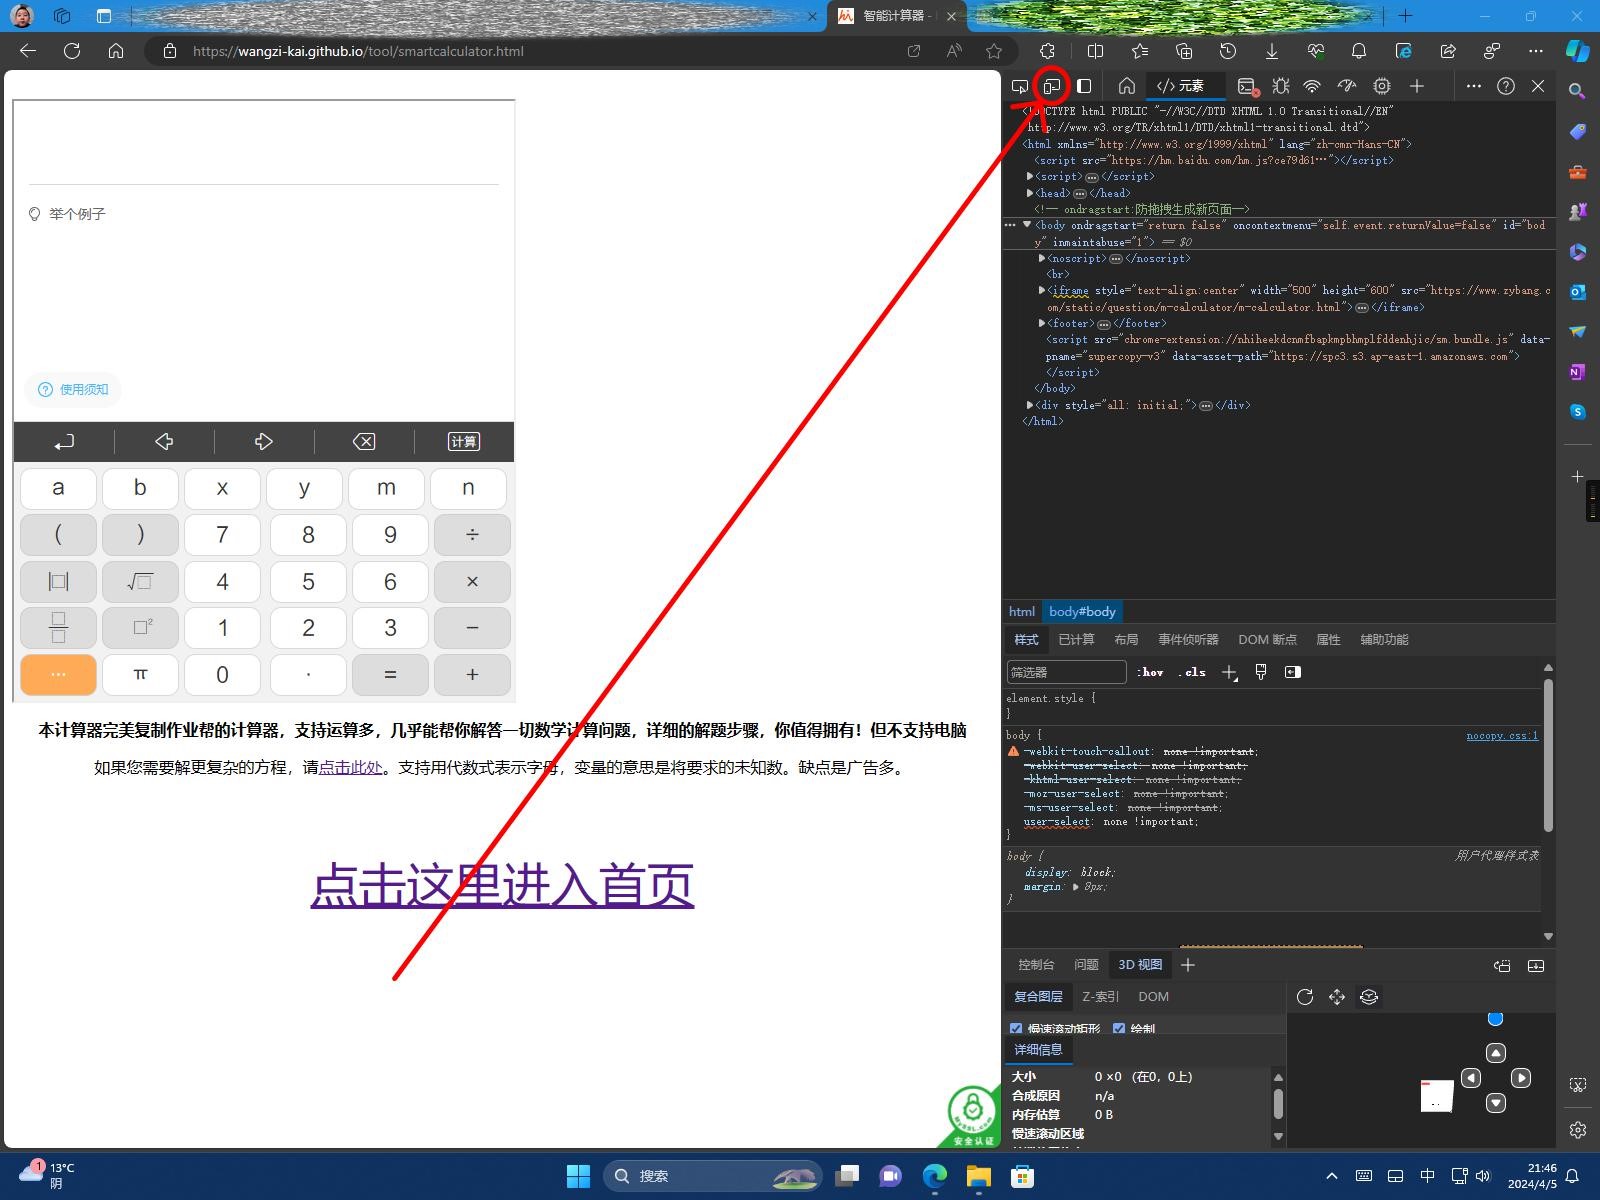 智能计算器 -
https://wangzi-kai.github.io/tool/smartcalculator.html
举个例子
使用须知
计算
a b x y m n
( ) 7 8 9 ÷
|□| √□ 4 5 6 ×
□/□ □² 1 2 3 −
... π 0 · = +
本计算器完美复制作业帮的计算器，支持运算多，几乎能帮你解答一切数学计算问题，详细的解题步骤，你值得拥有！但不支持电脑
如果您需要解更复杂的方程，请点击此处。支持用代数式表示字母，变量的意思是将要求的未知数。缺点是广告多。
点击这里进入首页
MySSL.com
安全认证
元素
<!DOCTYPE html PUBLIC "-//W3C//DTD XHTML 1.0 Transitional//EN"
"http://www.w3.org/TR/xhtml1/DTD/xhtml1-transitional.dtd">
<html xmlns="http://www.w3.org/1999/xhtml" lang="zh-cmn-Hans-CN">
<script src="https://hm.baidu.com/hm.js?ce79d61…"></script>
<script>…</script>
<head>…</head>
<!-- ondragstart:防拖拽生成新页面-->
<body ondragstart="return false" oncontextmenu="self.event.returnValue=false" id="bod
y" inmaintabuse="1"> == $0
<noscript>…</noscript>
<br>
<iframe style="text-align:center" width="500" height="600" src="https://www.zybang.c
om/static/question/m-calculator/m-calculator.html">…</iframe>
<footer>…</footer>
<script src="chrome-extension://nhiheekdcnmfbapkmpbhmplfddenhjic/sm.bundle.js" data-
pname="supercopy-v3" data-asset-path="https://spc3.s3.ap-east-1.amazonaws.com">
</script>
</body>
<div style="all: initial;">…</div>
</html>
html body#body
样式 已计算 布局 事件侦听器 DOM 断点 属性 辅助功能
筛选器 :hov .cls
element.style {
}
body { nocopy.css:1
-webkit-touch-callout: none !important;
-webkit-user-select: none !important;
-khtml-user-select: none !important;
-moz-user-select: none !important;
-ms-user-select: none !important;
user-select: none !important;
}
body { 用户代理样式表
display: block;
margin: 8px;
}
控制台 问题 3D 视图
复合图层 Z-索引 DOM
慢速滚动矩形 绘制
详细信息
大小 0 ×0 (在0，0上)
合成原因 n/a
内存估算 0 B
慢速滚动区域
1
13°C
阴
搜索
中
21:46
2024/4/5